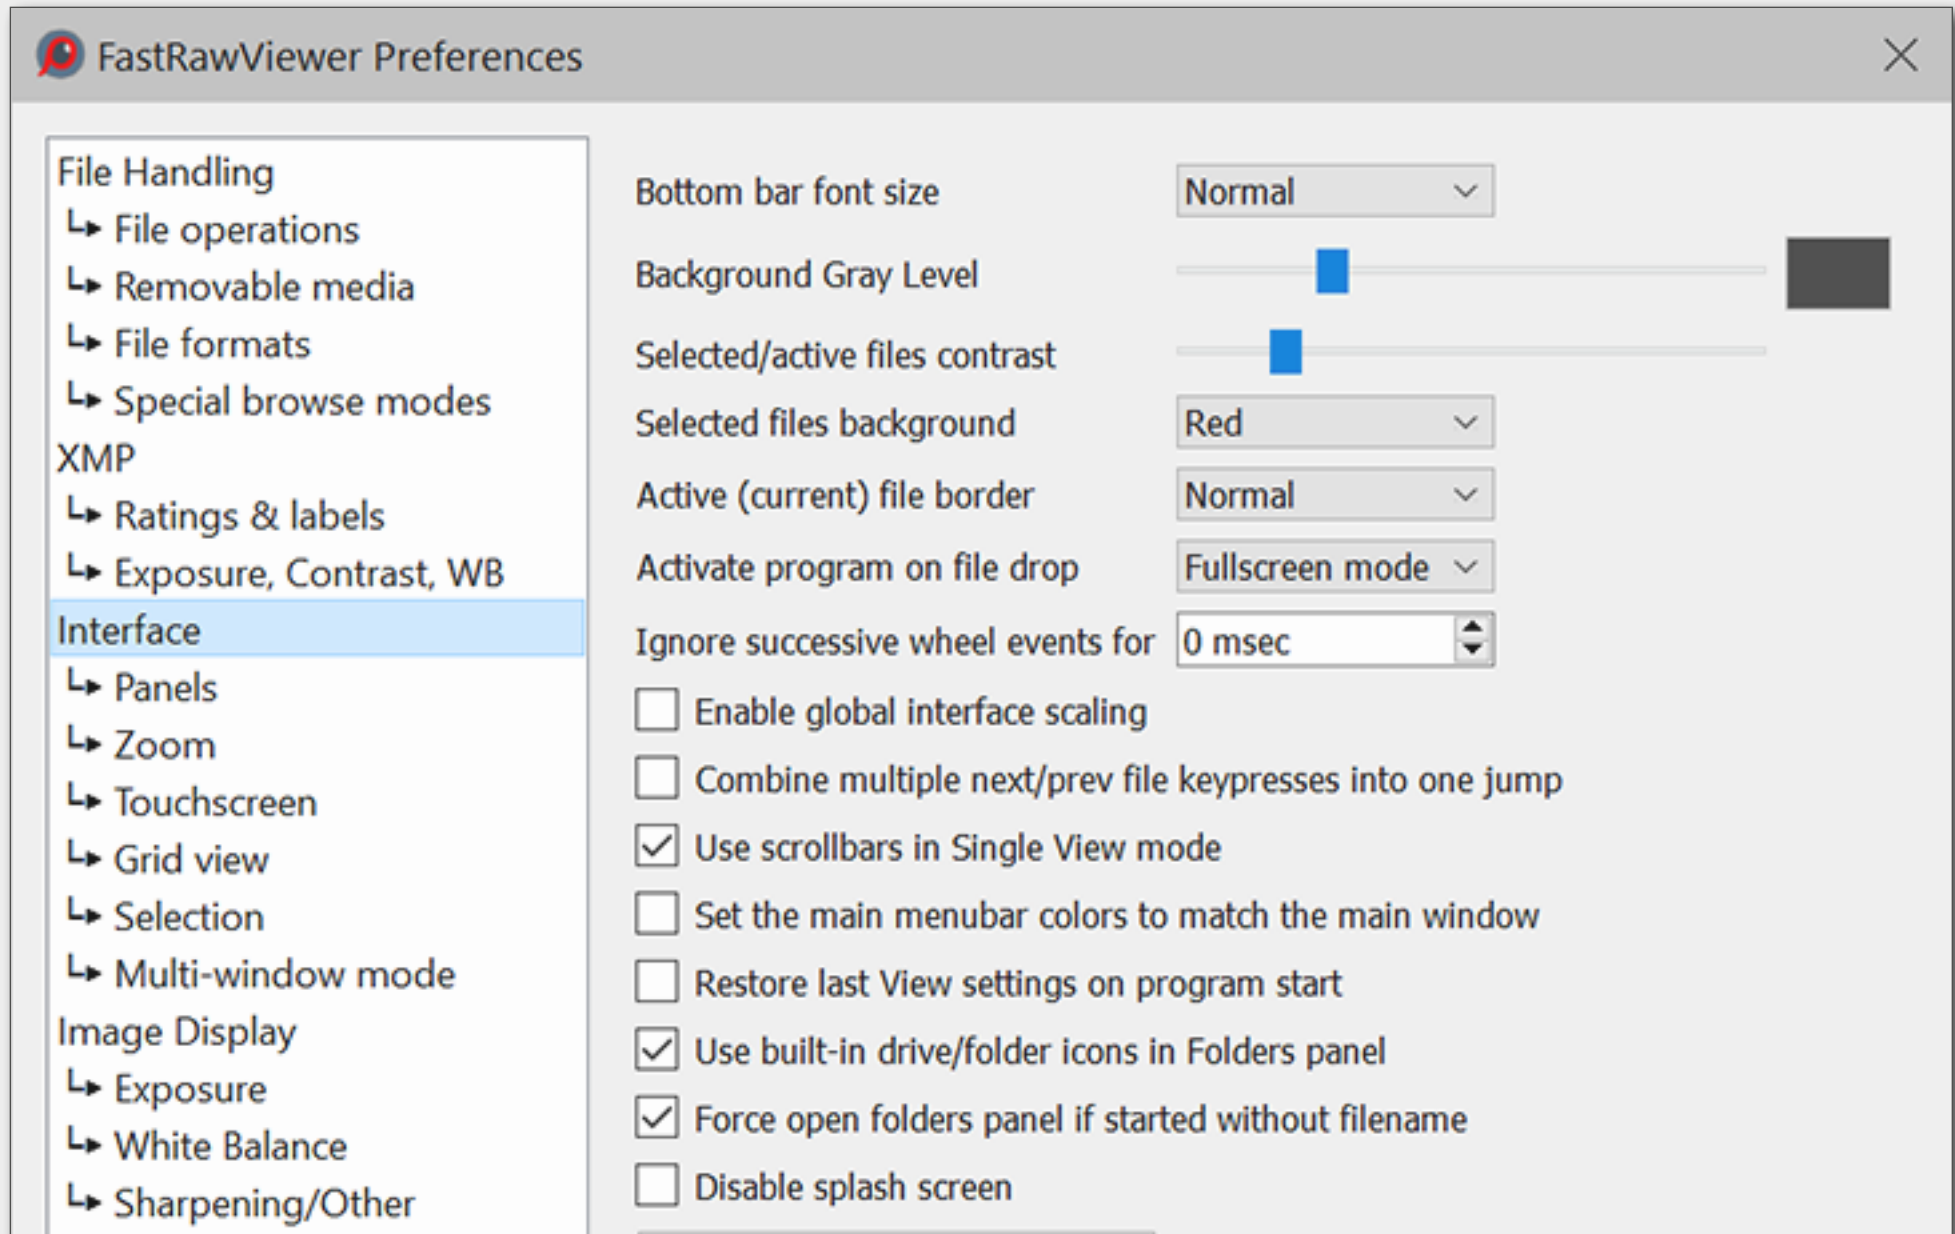 FastRawViewer Preferences
File Handling
File operations
Removable media
File formats
Special browse modes
XMP
Ratings & labels
Exposure, Contrast, WB
Interface
Panels
Zoom
Touchscreen
Grid view
Selection
Multi-window mode
Image Display
Exposure
White Balance
Sharpening/Other
Bottom bar font size Normal
Background Gray Level
Selected/active files contrast
Selected files background Red
Active (current) file border Normal
Activate program on file drop Fullscreen mode
Ignore successive wheel events for 0 msec
Enable global interface scaling
Combine multiple next/prev file keypresses into one jump
Use scrollbars in Single View mode
Set the main menubar colors to match the main window
Restore last View settings on program start
Use built-in drive/folder icons in Folders panel
Force open folders panel if started without filename
Disable splash screen